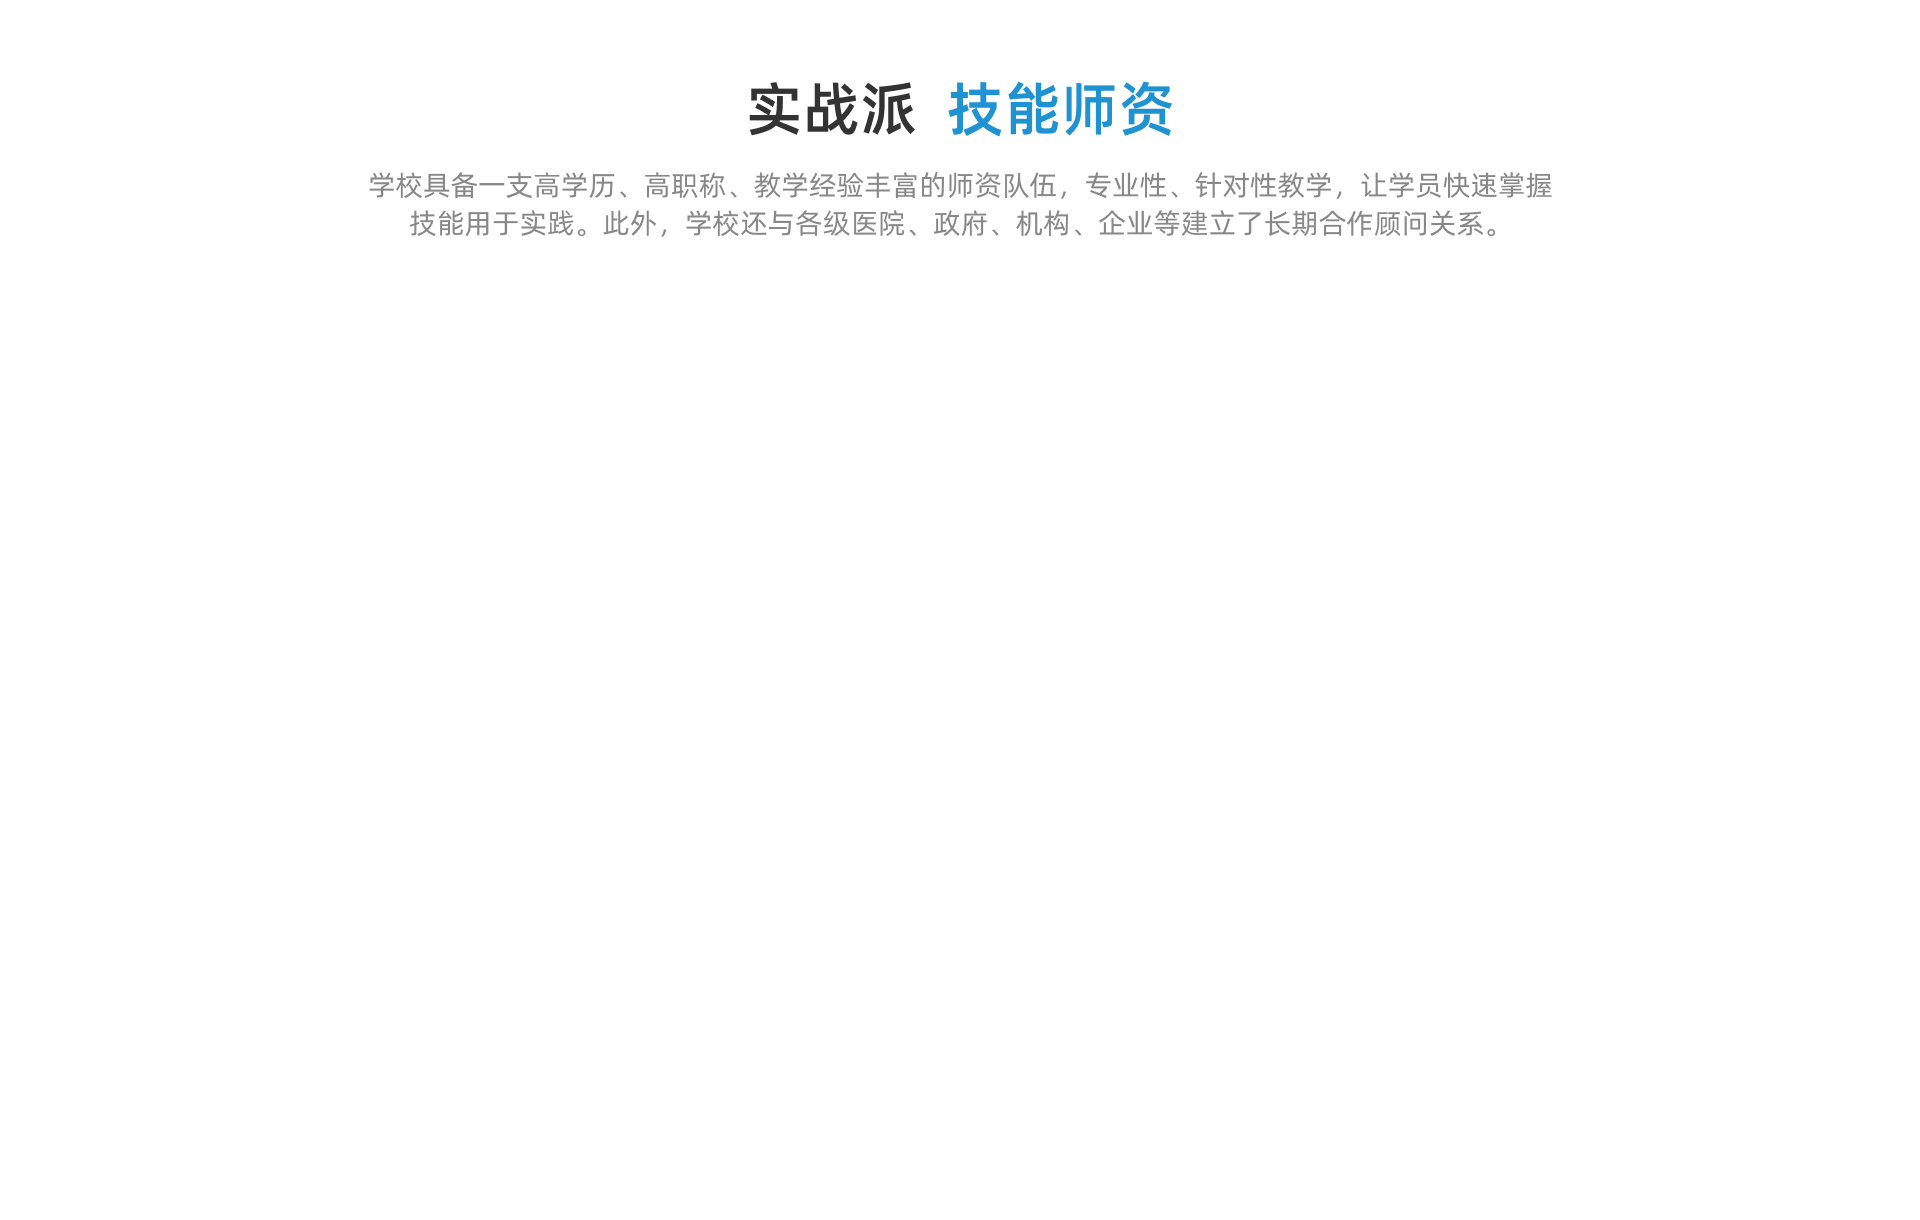 实战派 技能师资
学校具备一支高学历、高职称、教学经验丰富的师资队伍，专业性、针对性教学，让学员快速掌握
技能用于实践。此外，学校还与各级医院、政府、机构、企业等建立了长期合作顾问关系。